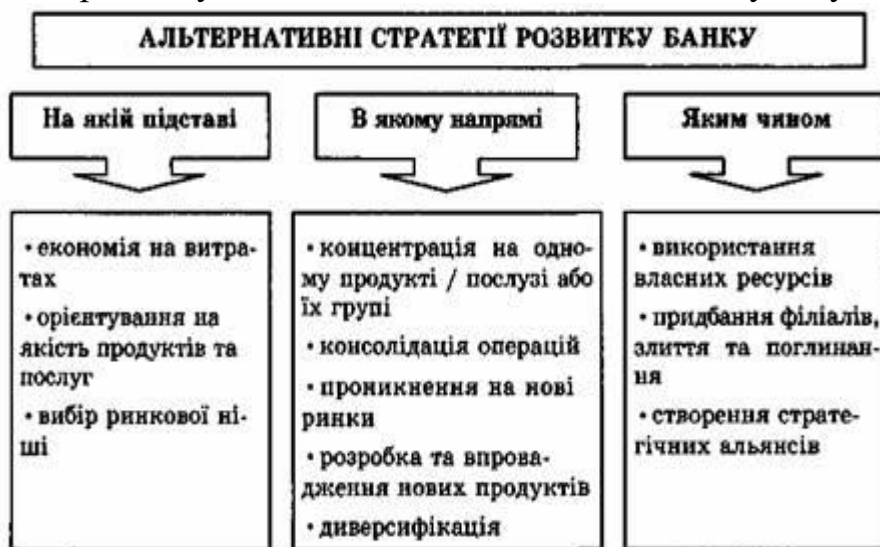 АЛЬТЕРНАТИВНІ СТРАТЕГІЇ РОЗВИТКУ БАНКУ
На якій підставі
В якому напрямі
Яким чином
• економія на витра-
тах
• орієнтування на
якість продуктів та
послуг
• вибір ринкової ні-
ші
• концентрація на одно-
му продукті / послузі або
їх групі
• консолідація операцій
• проникнення на нові
ринки
• розробка та впрова-
дження нових продуктів
• диверсифікація
• використання
власних ресурсів
• придбання філіалів,
злиття та поглинан-
ня
• створення страте-
гічних альянсів